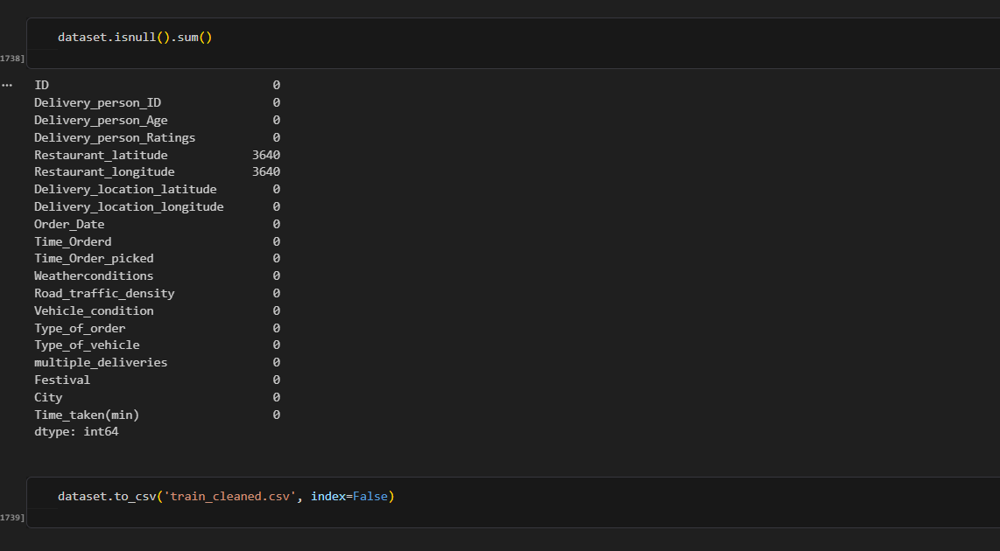 dataset.isnull().sum()
1738]
...
ID 0
Delivery_person_ID 0
Delivery_person_Age 0
Delivery_person_Ratings 0
Restaurant_latitude 3640
Restaurant_longitude 3640
Delivery_location_latitude 0
Delivery_location_longitude 0
Order_Date 0
Time_Orderd 0
Time_Order_picked 0
Weatherconditions 0
Road_traffic_density 0
Vehicle_condition 0
Type_of_order 0
Type_of_vehicle 0
multiple_deliveries 0
Festival 0
City 0
Time_taken(min) 0
dtype: int64
dataset.to_csv('train_cleaned.csv', index=False)
1739]